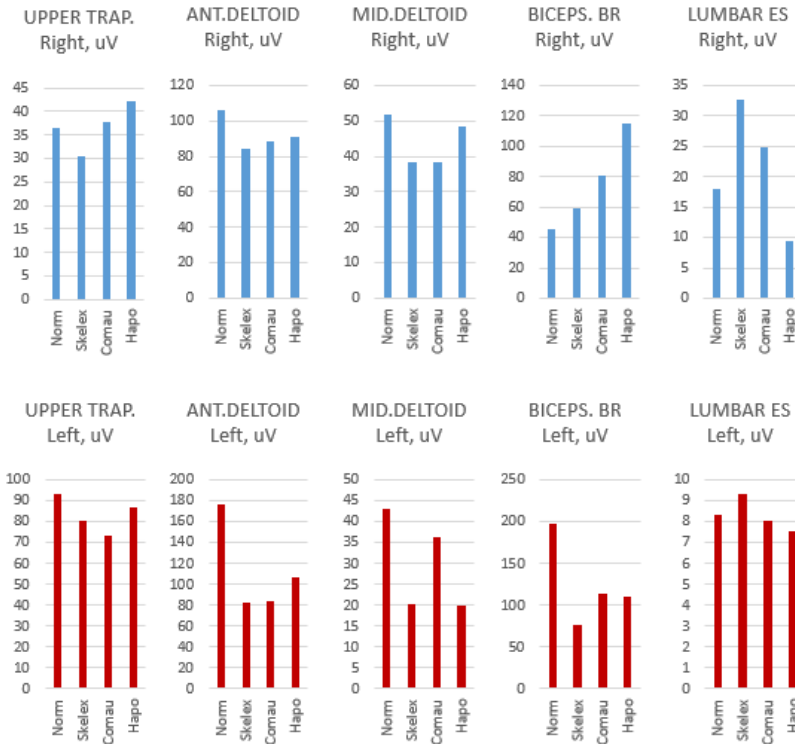 UPPER TRAP. ANT.DELTOID MID.DELTOID BICEPS. BR LUMBAR ES
Right, uV Right, uV Right, uV Right, uV Right, uV
45 120 60 140 35
40 100 50 120 30
35 80 40 100 25
30 60 30 80 20
25 40 20 60 15
20 20 10 40 10
15 0 0 20 5
10 0 0
5
0
Norm Skelex Comau Hapo Norm Skelex Comau Hapo Norm Skelex Comau Hapo Norm Skelex Comau Hapo Norm Skelex Comau Hapo
UPPER TRAP. ANT.DELTOID MID.DELTOID BICEPS. BR LUMBAR ES
Left, uV Left, uV Left, uV Left, uV Left, uV
100 200 50 250 10
90 180 45 200 9
80 160 40 150 8
70 140 35 100 7
60 120 30 50 6
50 100 25 0 5
40 80 20 4
30 60 15 3
20 40 10 2
10 20 5 1
0 0 0 0
Norm Skelex Comau Hapo Norm Skelex Comau Hapo Norm Skelex Comau Hapo Norm Skelex Comau Hapo Norm Skelex Comau Hapo